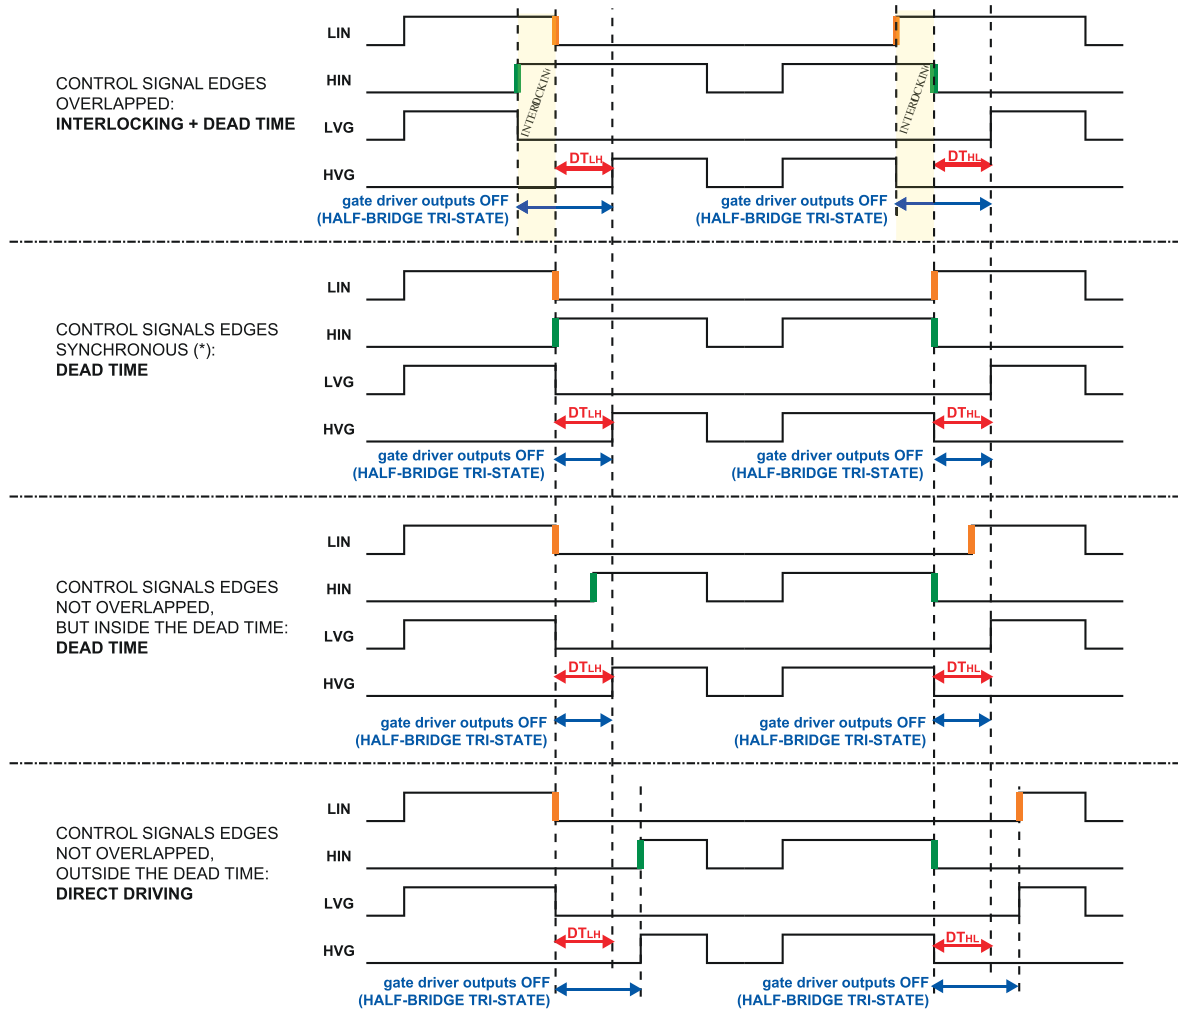 LIN
HIN
LVG
HVG
CONTROL SIGNAL EDGES
OVERLAPPED:
INTERLOCKING + DEAD TIME
INTERLOCKING
INTERLOCKING
DTLH
DTHL
gate driver outputs OFF
(HALF-BRIDGE TRI-STATE)
gate driver outputs OFF
(HALF-BRIDGE TRI-STATE)
LIN
HIN
LVG
HVG
CONTROL SIGNALS EDGES
SYNCHRONOUS (*):
DEAD TIME
DTLH
DTHL
gate driver outputs OFF
(HALF-BRIDGE TRI-STATE)
gate driver outputs OFF
(HALF-BRIDGE TRI-STATE)
LIN
HIN
LVG
HVG
CONTROL SIGNALS EDGES
NOT OVERLAPPED,
BUT INSIDE THE DEAD TIME:
DEAD TIME
DTLH
DTHL
gate driver outputs OFF
(HALF-BRIDGE TRI-STATE)
gate driver outputs OFF
(HALF-BRIDGE TRI-STATE)
LIN
HIN
LVG
HVG
CONTROL SIGNALS EDGES
NOT OVERLAPPED,
OUTSIDE THE DEAD TIME:
DIRECT DRIVING
DTLH
DTHL
gate driver outputs OFF
(HALF-BRIDGE TRI-STATE)
gate driver outputs OFF
(HALF-BRIDGE TRI-STATE)